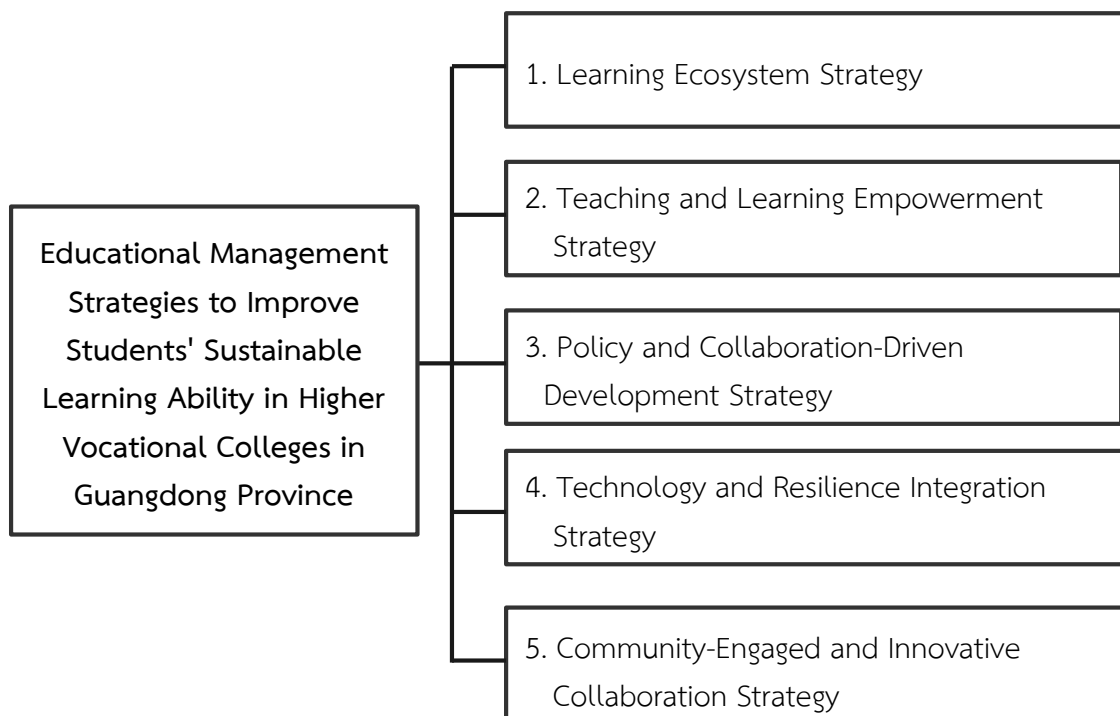 Educational Management
Strategies to Improve
Students' Sustainable
Learning Ability in Higher
Vocational Colleges in
Guangdong Province
1. Learning Ecosystem Strategy
2. Teaching and Learning Empowerment
Strategy
3. Policy and Collaboration-Driven
Development Strategy
4. Technology and Resilience Integration
Strategy
5. Community-Engaged and Innovative
Collaboration Strategy